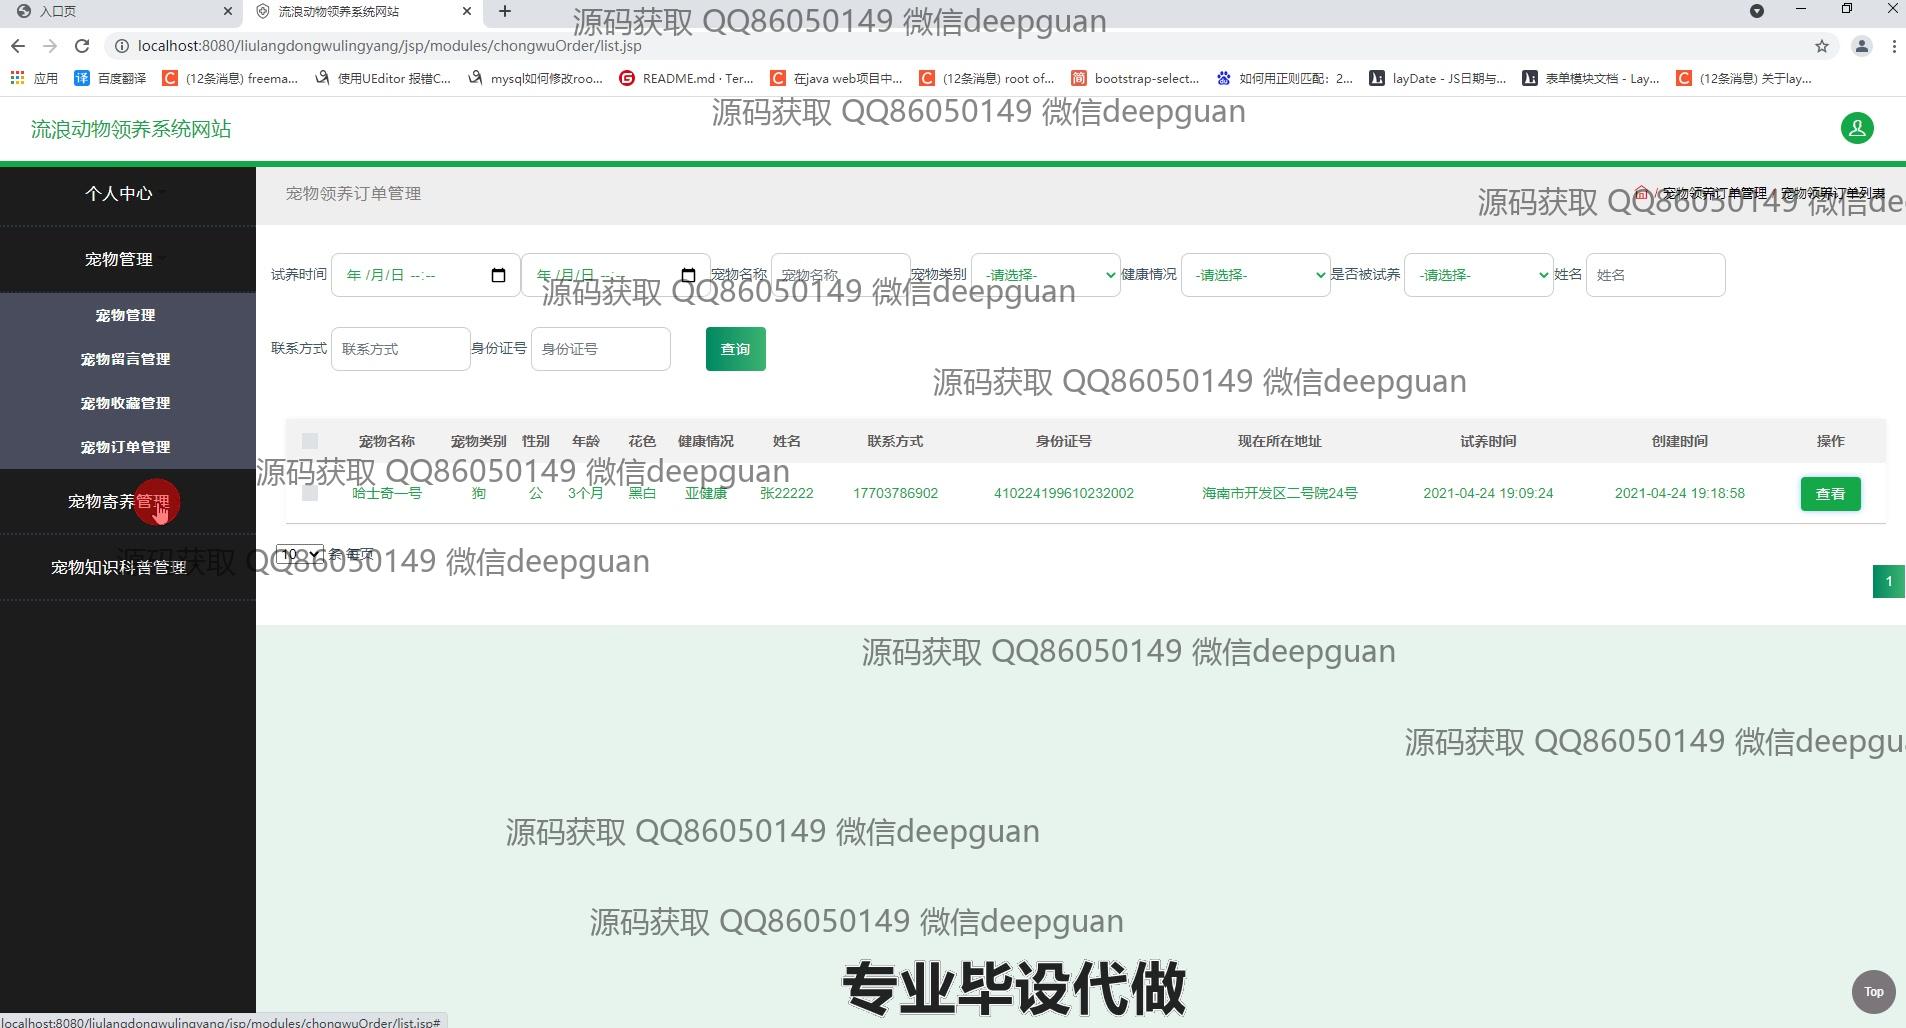 入口页
流浪动物领养系统网站
源码获取 QQ86050149 微信deepguan
localhost:8080/liulangdongwulingyang/jsp/modules/chongwuOrder/list.jsp
应用
百度翻译
(12条消息) freema...
使用UEditor 报错C...
mysql如何修改roo...
README.md · Ter...
在java web项目中...
(12条消息) root of...
bootstrap-select...
如何用正则匹配：2...
layDate - JS日期与...
表单模块文档 - Lay...
(12条消息) 关于lay...
源码获取 QQ86050149 微信deepguan
流浪动物领养系统网站
个人中心
宠物领养订单管理
/ 宠物领养订单管理 / 宠物领养订单列表
源码获取 QQ86050149 微信de
宠物管理
试养时间 年 /月/日 --:-- 年 /月/日 --:-- 宠物名称 宠物名称 宠物类别 -请选择- 健康情况 -请选择- 是否被试养 -请选择- 姓名 姓名
源码获取 QQ86050149 微信deepguan
宠物管理
联系方式 联系方式 身份证号 身份证号 查询
宠物留言管理
源码获取 QQ86050149 微信deepguan
宠物收藏管理
宠物订单管理
宠物名称 宠物类别 性别 年龄 花色 健康情况 姓名 联系方式 身份证号 现在所在地址 试养时间 创建时间 操作
源码获取 QQ86050149 微信deepguan
哈士奇一号 狗 公 3个月 黑白 亚健康 张22222 17703786902 410224199610232002 海南市开发区二号院24号 2021-04-24 19:09:24 2021-04-24 19:18:58 查看
宠物寄养管理
10 条 每页
源码获取 QQ86050149 微信deepguan
宠物知识科普管理
1
源码获取 QQ86050149 微信deepguan
源码获取 QQ86050149 微信deepgu
源码获取 QQ86050149 微信deepguan
源码获取 QQ86050149 微信deepguan
专业毕设代做
Top
localhost:8080/liulangdongwulingyang/jsp/modules/chongwuOrder/list.jsp#